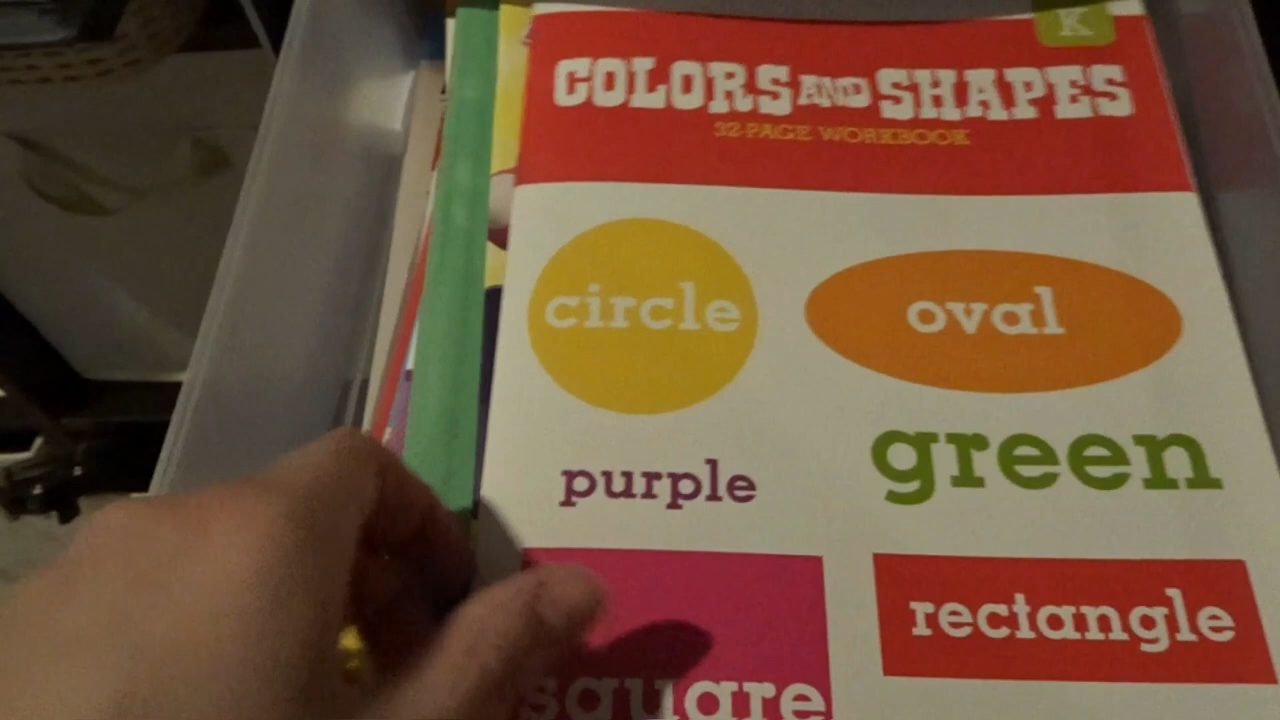 K
COLORS AND SHAPES
32-PAGE WORKBOOK
circle
oval
purple
green
square
rectangle